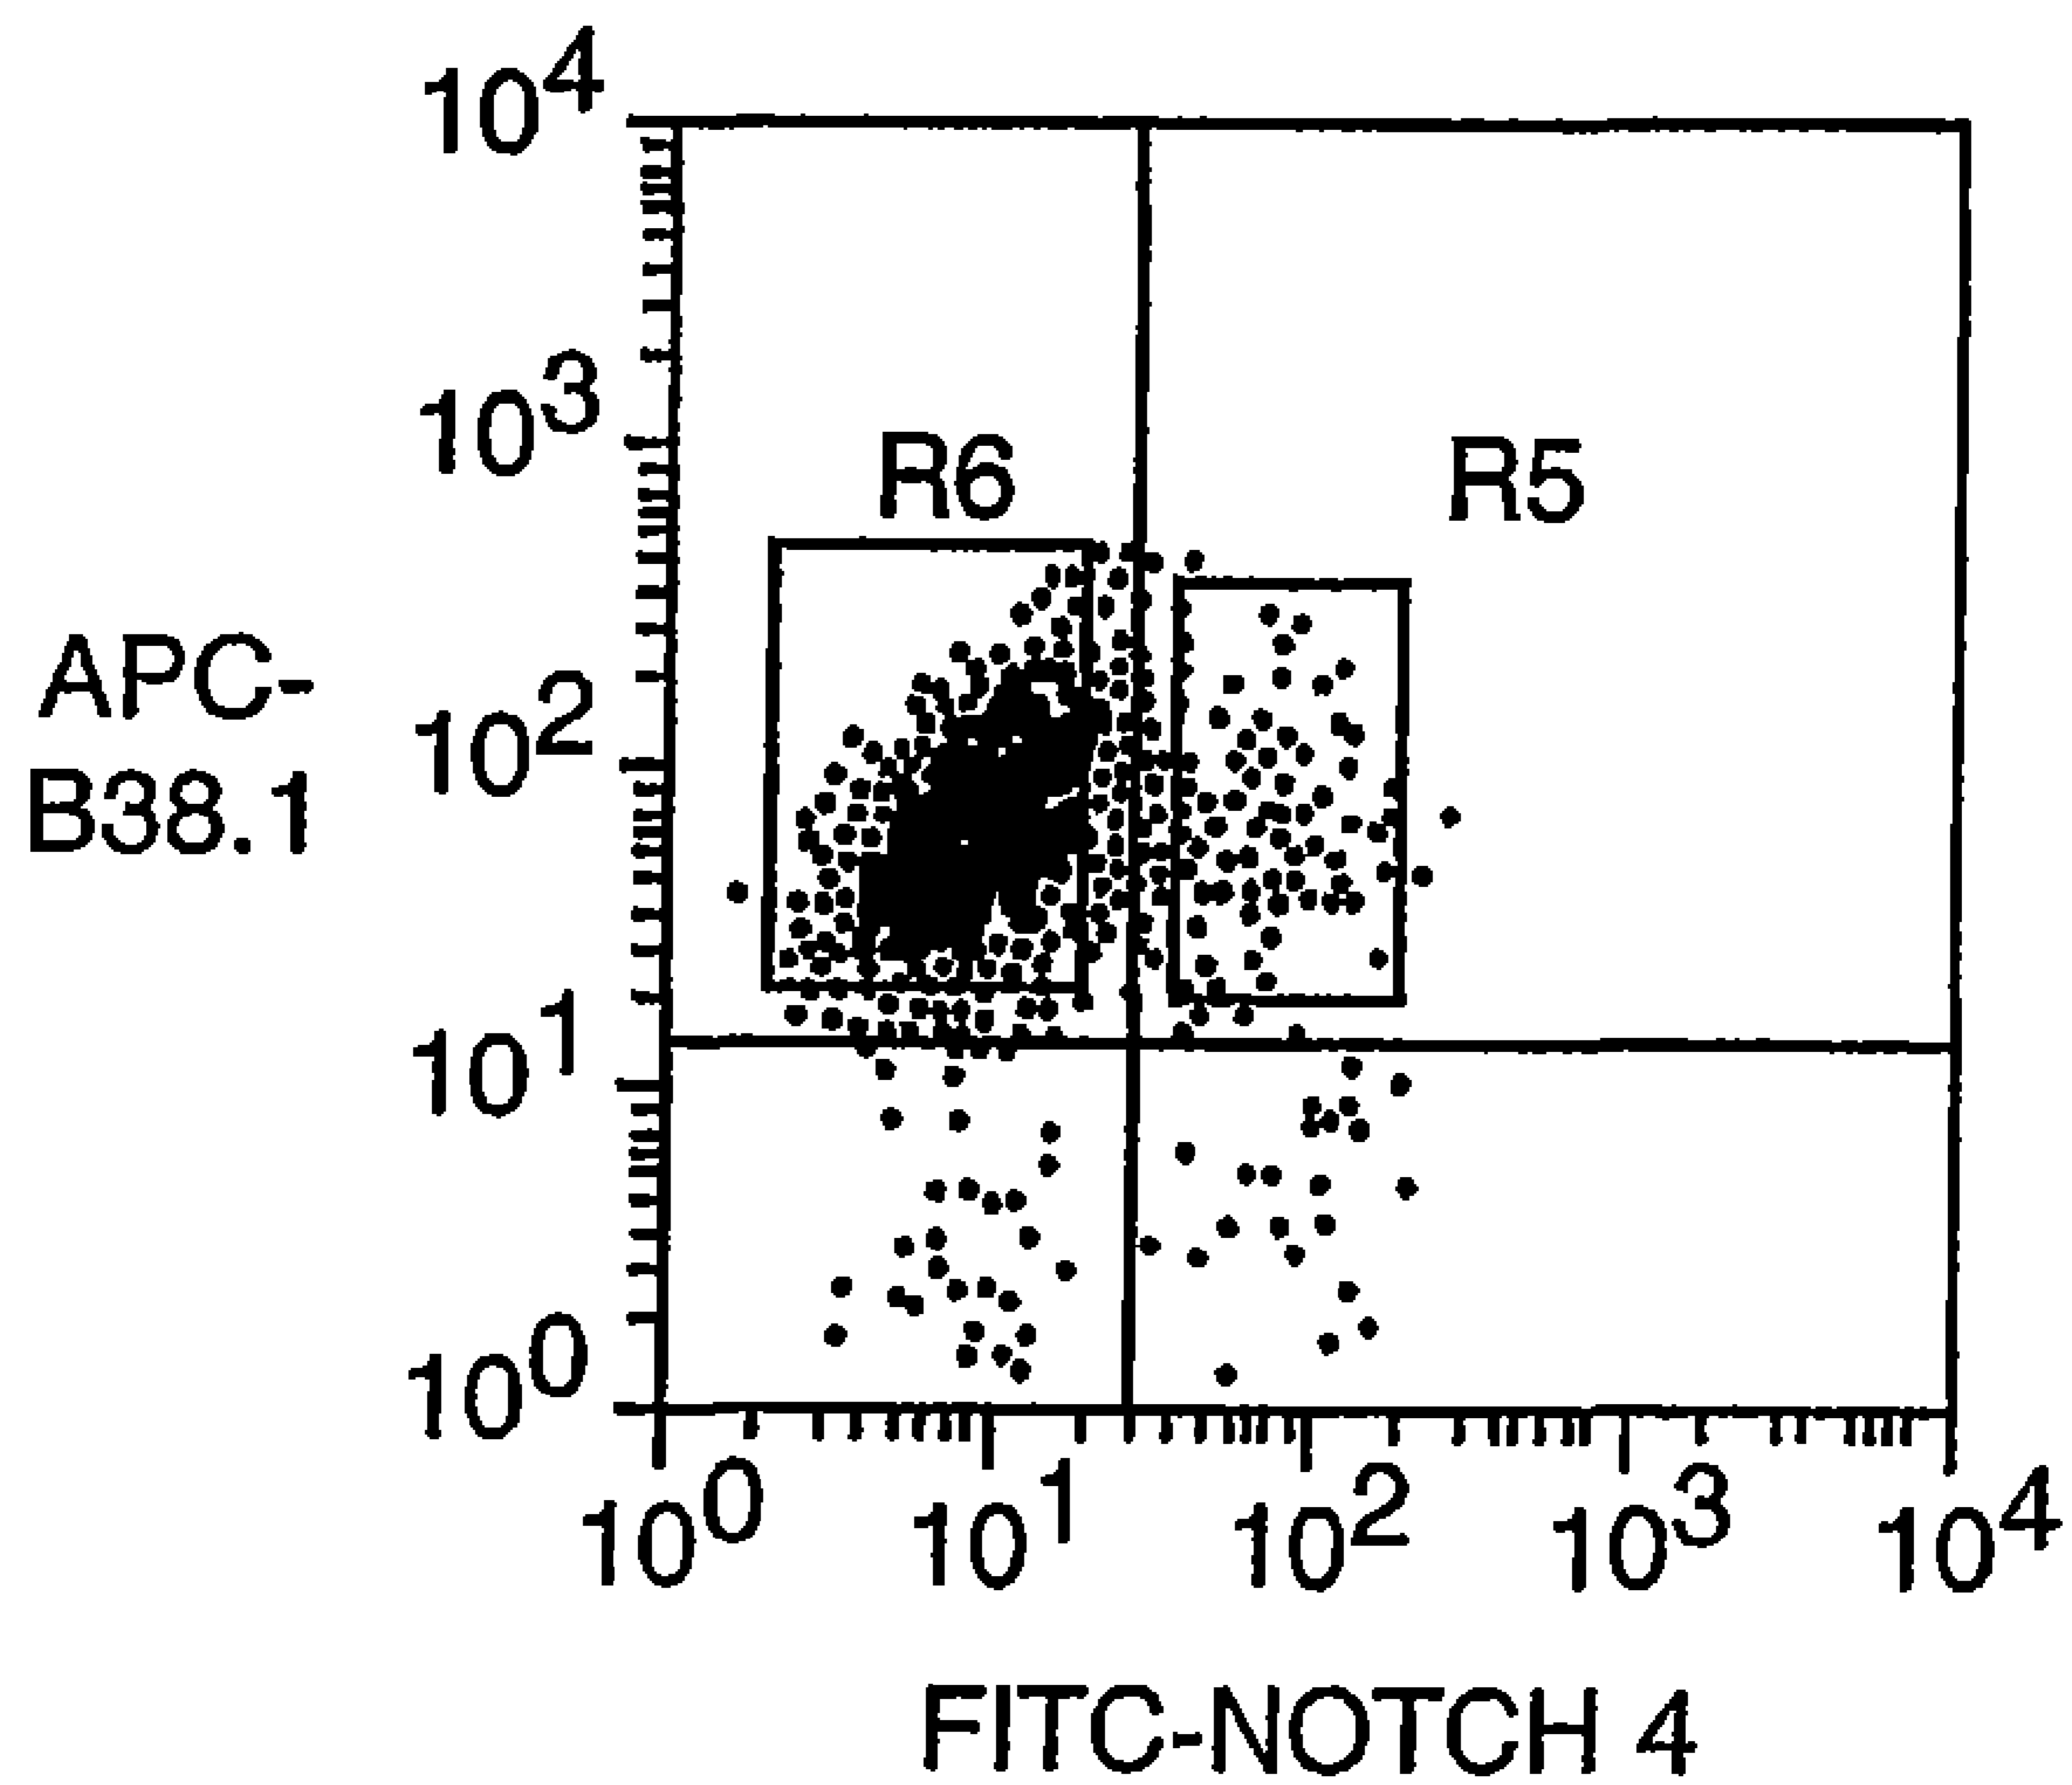 10⁴
10³
R6 R5
10²
APC-
B38.1
10¹
10⁰
10⁰ 10¹ 10² 10³ 10⁴
FITC-NOTCH 4